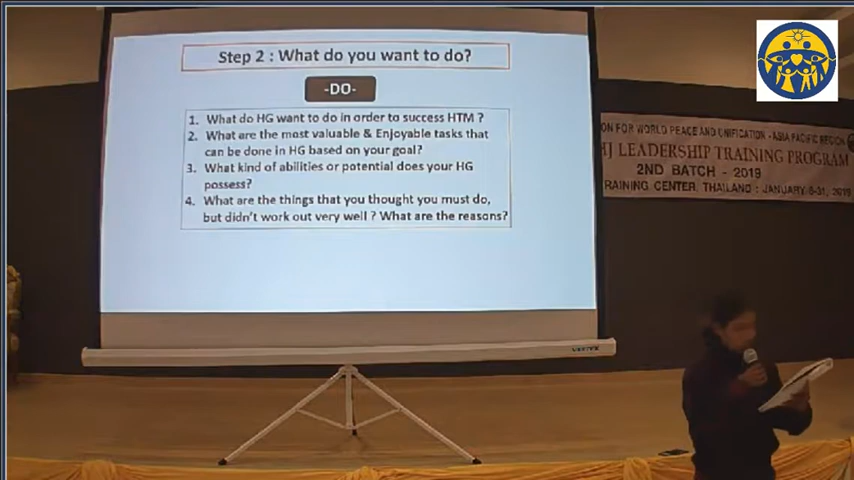 Step 2 : What do you want to do?
-DO-
1. What do HG want to do in order to success HTM ?
2. What are the most valuable & Enjoyable tasks that
can be done in HG based on your goal?
3. What kind of abilities or potential does your HG
possess?
4. What are the things that you thought you must do,
but didn't work out very well ? What are the reasons?
ON FOR WORLD PEACE AND UNIFICATION - ASIA PACIFIC REGION
HJ LEADERSHIP TRAINING PROGRAM
2ND BATCH - 2019
RAINING CENTER, THAILAND : JANUARY 5-31, 2019